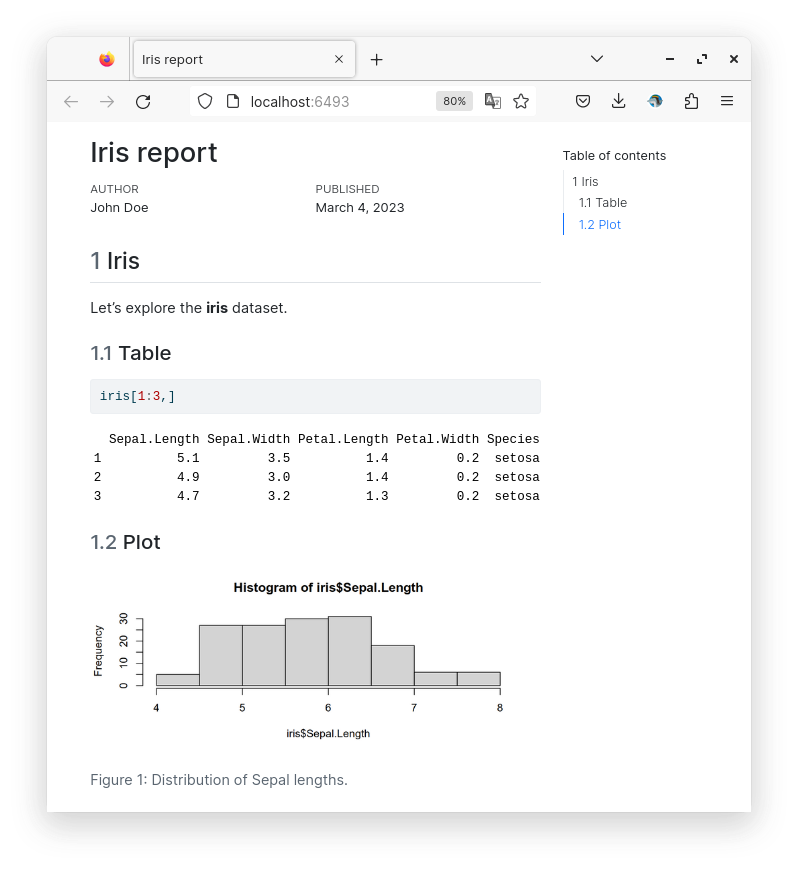 Iris report
localhost:6493
80%
Iris report
AUTHOR
John Doe
PUBLISHED
March 4, 2023
Table of contents
1 Iris
1.1 Table
1.2 Plot
1 Iris
Let’s explore the iris dataset.
1.1 Table
iris[1:3,]
Sepal.Length Sepal.Width Petal.Length Petal.Width Species
1 5.1 3.5 1.4 0.2 setosa
2 4.9 3.0 1.4 0.2 setosa
3 4.7 3.2 1.3 0.2 setosa
1.2 Plot
Histogram of iris$Sepal.Length
Frequency
30
20
10
0
4 5 6 7 8
iris$Sepal.Length
Figure 1: Distribution of Sepal lengths.